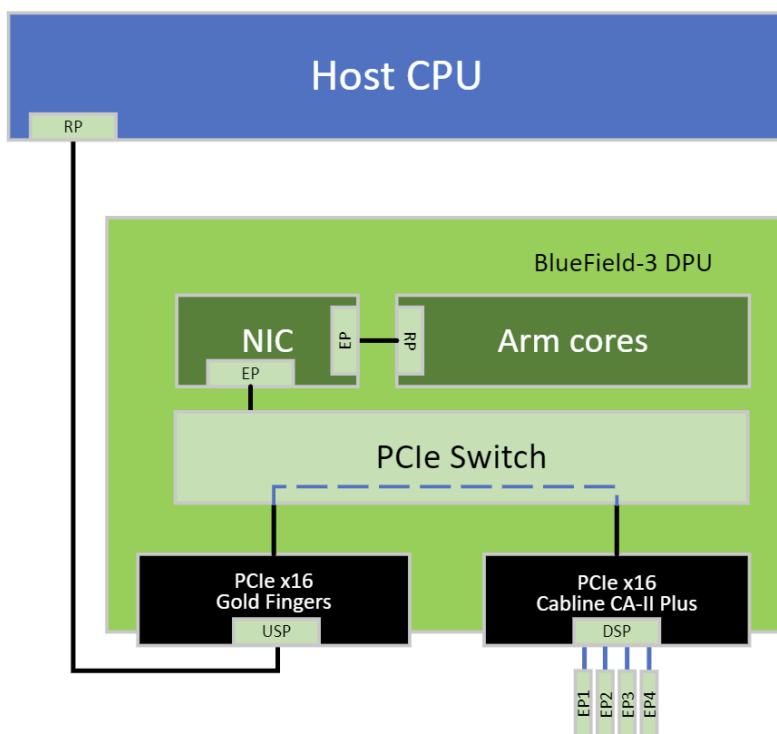 Host CPU
RP
BlueField-3 DPU
NIC
EP
RP
Arm cores
EP
PCIe Switch
PCIe x16
Gold Fingers
USP
PCIe x16
Cabline CA-II Plus
DSP
EP1
EP2
EP3
EP4